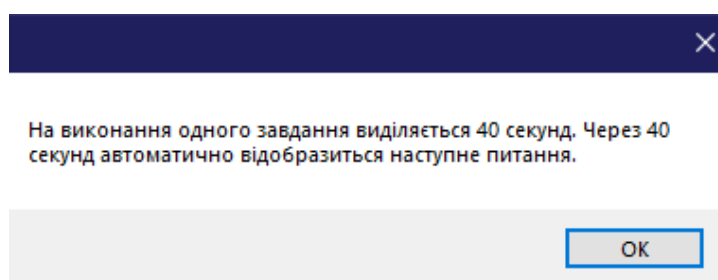 На виконання одного завдання виділяється 40 секунд. Через 40
секунд автоматично відобразиться наступне питання.
OK